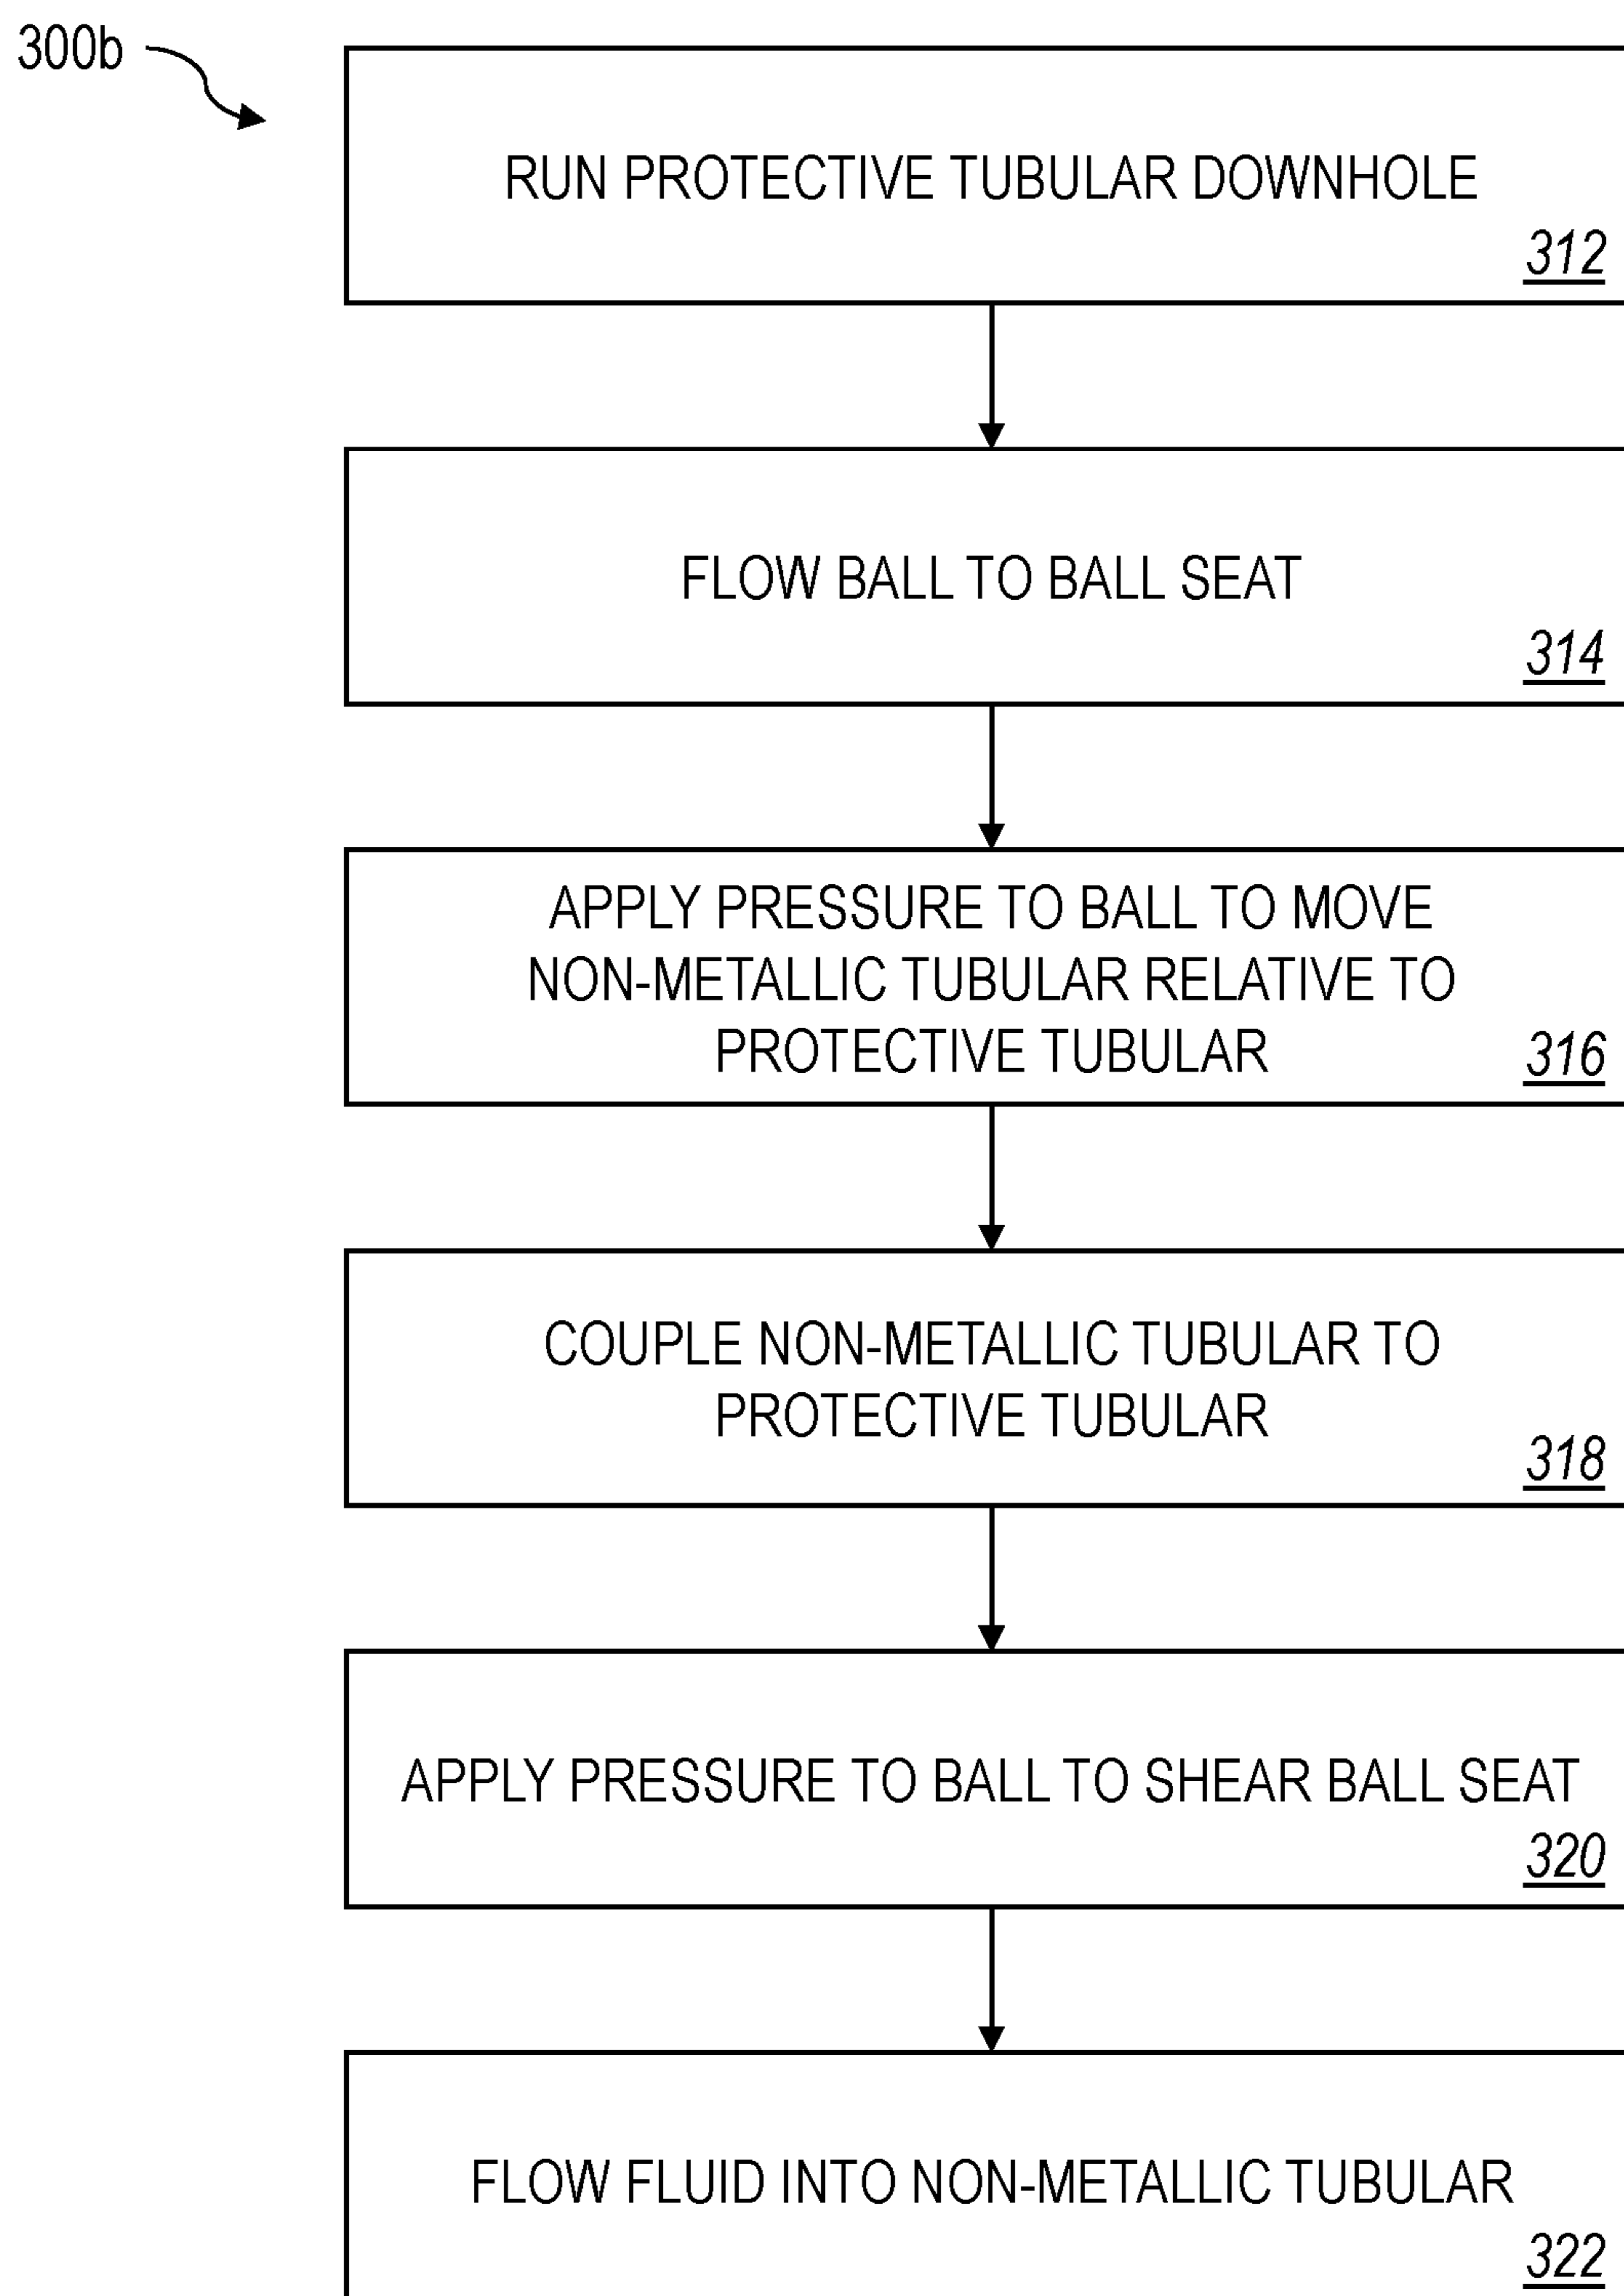 300b
RUN PROTECTIVE TUBULAR DOWNHOLE
312
FLOW BALL TO BALL SEAT
314
APPLY PRESSURE TO BALL TO MOVE
NON-METALLIC TUBULAR RELATIVE TO
PROTECTIVE TUBULAR
316
COUPLE NON-METALLIC TUBULAR TO
PROTECTIVE TUBULAR
318
APPLY PRESSURE TO BALL TO SHEAR BALL SEAT
320
FLOW FLUID INTO NON-METALLIC TUBULAR
322